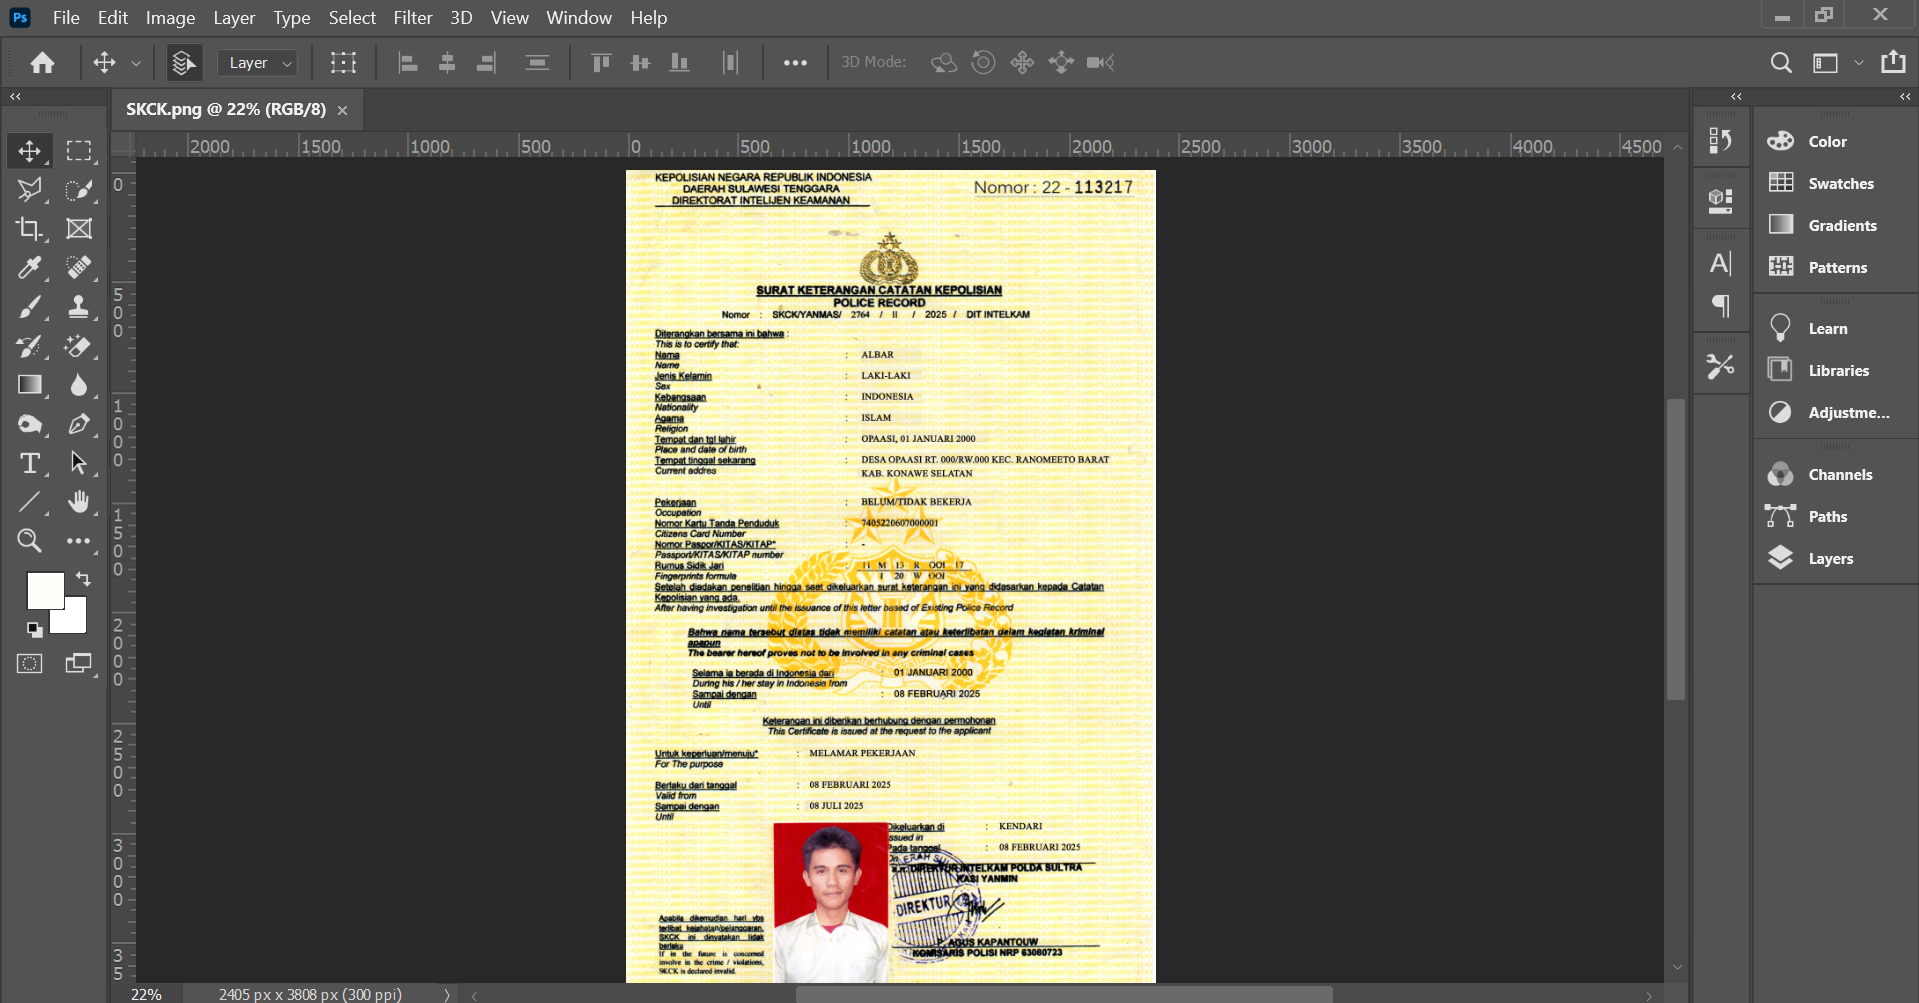 Ps File Edit Image Layer Type Select Filter 3D View Window Help
Layer 3D Mode:
SKCK.png @ 22% (RGB/8)
2000 1500 1000 500 0 500 1000 1500 2000 2500 3000 3500 4000 4500
0
500
1000
1500
2000
2500
3000
35
KEPOLISIAN NEGARA REPUBLIK INDONESIA
DAERAH SULAWESI TENGGARA
DIREKTORAT INTELIJEN KEAMANAN
Nomor : 22 - 113217
SURAT KETERANGAN CATATAN KEPOLISIAN
POLICE RECORD
Nomor : SKCK/YANMAS/ 2764 / II / 2025 / DIT INTELKAM
Diterangkan bersama ini bahwa :
This is to certify that:
Nama : ALBAR
Name
Jenis Kelamin : LAKI-LAKI
Sex
Kebangsaan : INDONESIA
Nationality
Agama : ISLAM
Religion
Tempat dan tgl lahir : OPAASI, 01 JANUARI 2000
Place and date of birth
Tempat tinggal sekarang : DESA OPAASI RT. 000/RW.000 KEC. RANOMEETO BARAT
Current addres KAB. KONAWE SELATAN
Pekerjaan : BELUM/TIDAK BEKERJA
Occupation
Nomor Kartu Tanda Penduduk : 7405220607000001
Citizens Card Number
Nomor Paspor/KITAS/KITAP* : -
Passport/KITAS/KITAP number
Rumus Sidik Jari : 11 M 13 R OOI 17
Fingerprints formula I 20 W OOI
Setelah diadakan penelitian hingga saat dikeluarkan surat keterangan ini yang didasarkan kepada Catatan
Kepolisian yang ada.
After having investigation until the issuance of this letter based of Existing Police Record
Bahwa nama tersebut diatas tidak memiliki catatan atau keterlibatan dalam kegiatan kriminal
apapun
The bearer hereof proves not to be involved in any criminal cases
Selama ia berada di Indonesia dari : 01 JANUARI 2000
During his / her stay in Indonesia from
Sampai dengan : 08 FEBRUARI 2025
Until
Keterangan ini diberikan berhubung dengan permohonan
This Certificate is issued at the request to the applicant
Untuk keperluan/menuju* : MELAMAR PEKERJAAN
For The purpose
Berlaku dari tanggal : 08 FEBRUARI 2025
Valid from
Sampai dengan : 08 JULI 2025
Until
Dikeluarkan di : KENDARI
ssued in
Pada tanggal : 08 FEBRUARI 2025
On
a.n. DIREKTUR INTELKAM POLDA SULTRA
KASI YANMIN
DIREKTUR
P. AGUS KAPANTOUW
KOMISARIS POLISI NRP 63080723
Apabila dikemudian hari ybs
terlibat kejahatan/pelanggaran,
SKCK ini dinyatakan tidak
berlaku
If in the future is concerned
involve in the crime / violations,
SKCK is declared invalid.
Color
Swatches
Gradients
Patterns
Learn
Libraries
Adjustme...
Channels
Paths
Layers
22% 2405 px x 3808 px (300 ppi)